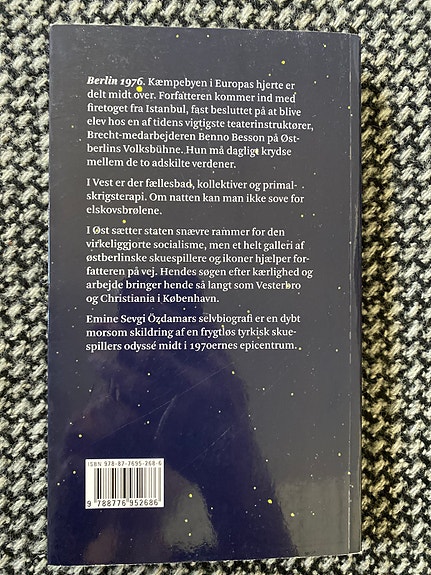 Berlin 1976. Kæmpebyen i Europas hjerte er
delt midt over. Forfatteren kommer ind med
firetoget fra Istanbul, fast besluttet på at blive
elev hos en af tidens vigtigste teaterinstruktører,
Brecht-medarbejderen Benno Besson på Øst-
berlins Volksbühne. Hun må dagligt krydse
mellem de to adskilte verdener.
I Vest er der fællesbad, kollektiver og primal-
skrigsterapi. Om natten kan man ikke sove for
elskovsbrølene.
I Øst sætter staten snævre rammer for den
virkeliggjorte socialisme, men et helt galleri af
østberlinske skuespillere og ikoner hjælper for-
fatteren på vej. Hendes søgen efter kærlighed og
arbejde bringer hende så langt som Vesterbro
og Christiania i København.
Emine Sevgi Özdamars selvbiografi er en dybt
morsom skildring af en frygtløs tyrkisk skue-
spillers odyssé midt i 1970ernes epicentrum.
ISBN 978-87-7695-268-6
9 788776 952686